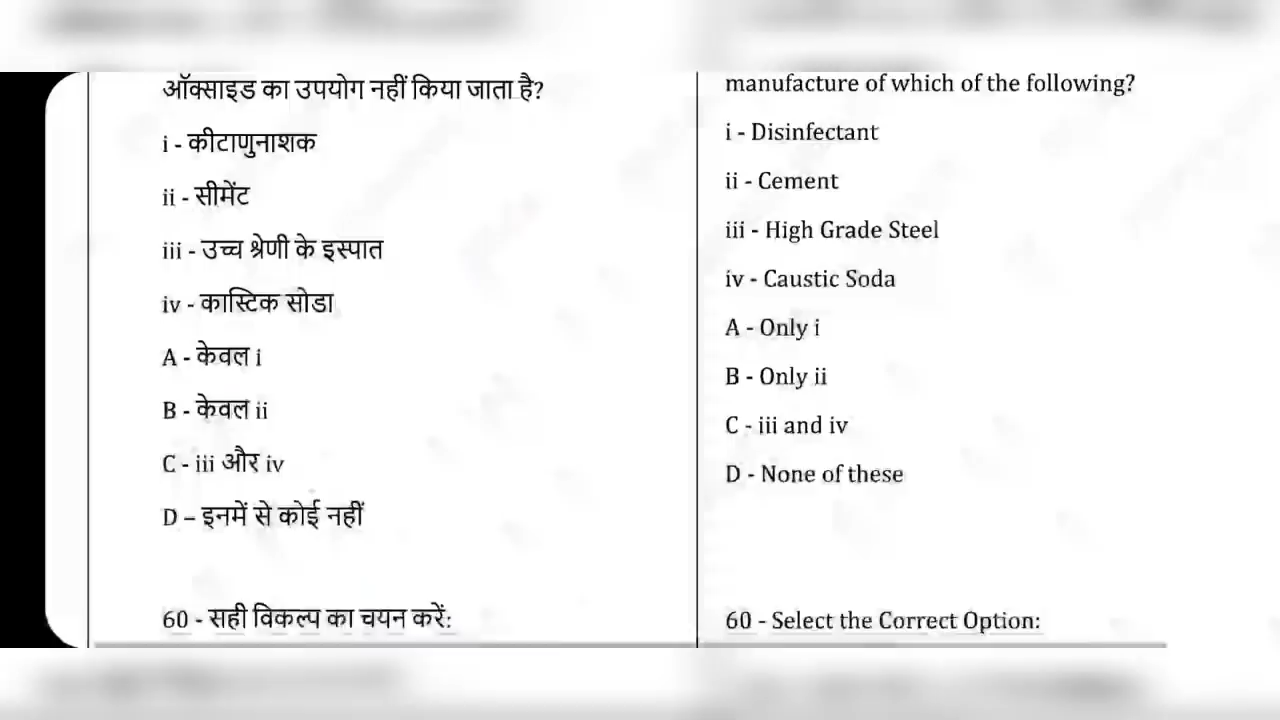 ऑक्साइड का उपयोग नहीं किया जाता है?
i - कीटाणुनाशक
ii - सीमेंट
iii - उच्च श्रेणी के इस्पात
iv - कास्टिक सोडा
A - केवल i
B - केवल ii
C - iii और iv
D – इनमें से कोई नहीं
60 - सही विकल्प का चयन करें:
manufacture of which of the following?
i - Disinfectant
ii - Cement
iii - High Grade Steel
iv - Caustic Soda
A - Only i
B - Only ii
C - iii and iv
D - None of these
60 - Select the Correct Option: